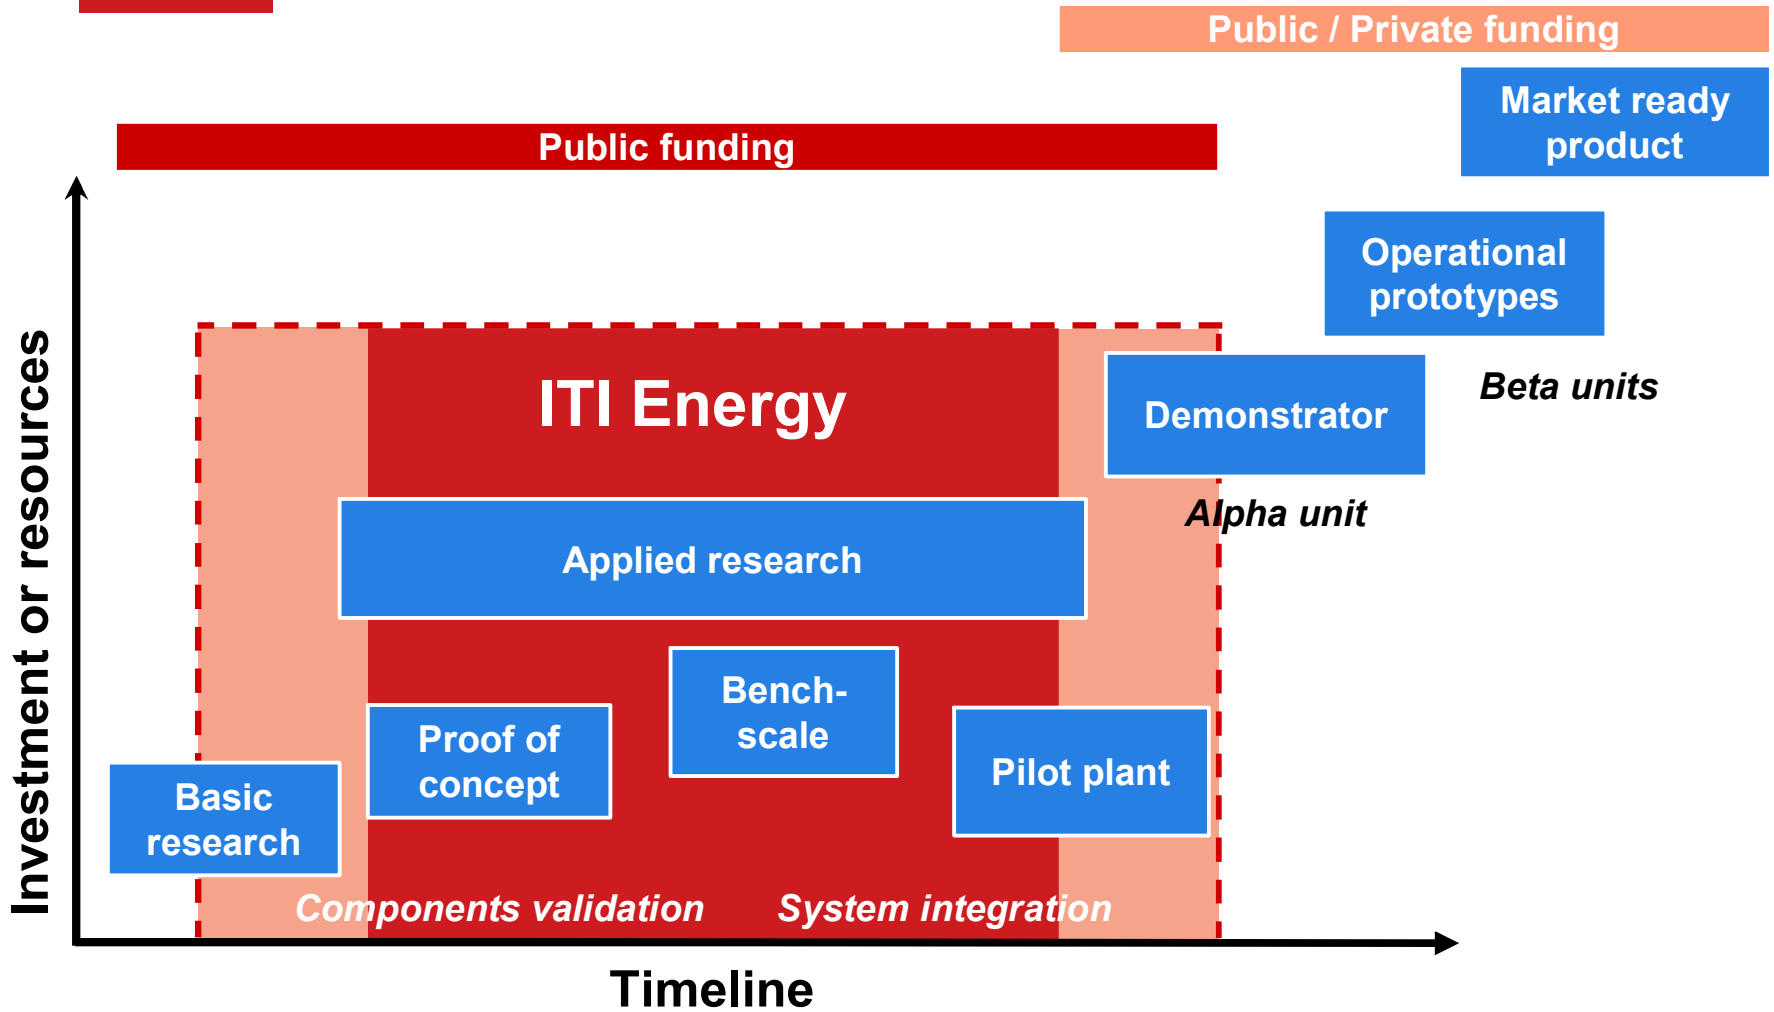 Public / Private funding
Market ready
product
Public funding
Operational
prototypes
Beta units
ITI Energy
Demonstrator
Alpha unit
Applied research
Bench-
scale
Proof of
concept
Pilot plant
Basic
research
Components validation
System integration
Investment or resources
Timeline